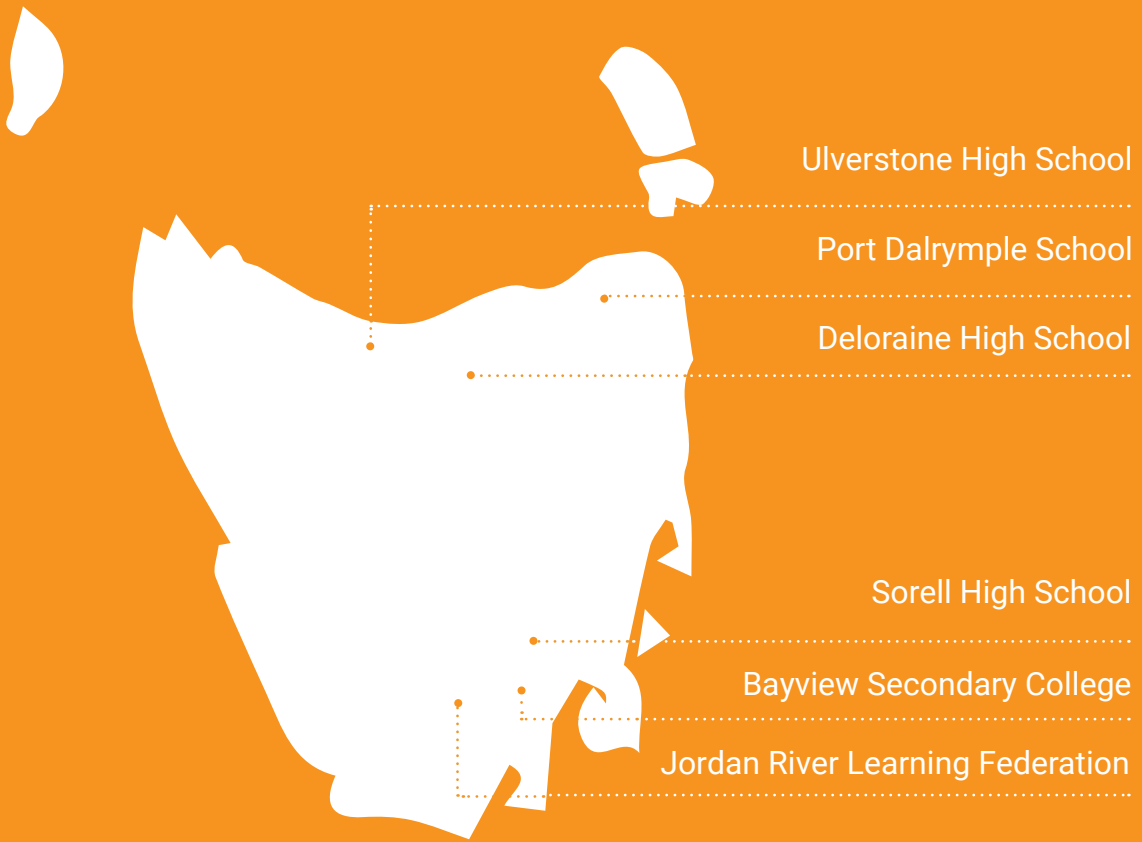 Ulverstone High School
Port Dalrymple School
Deloraine High School
Sorell High School
Bayview Secondary College
Jordan River Learning Federation